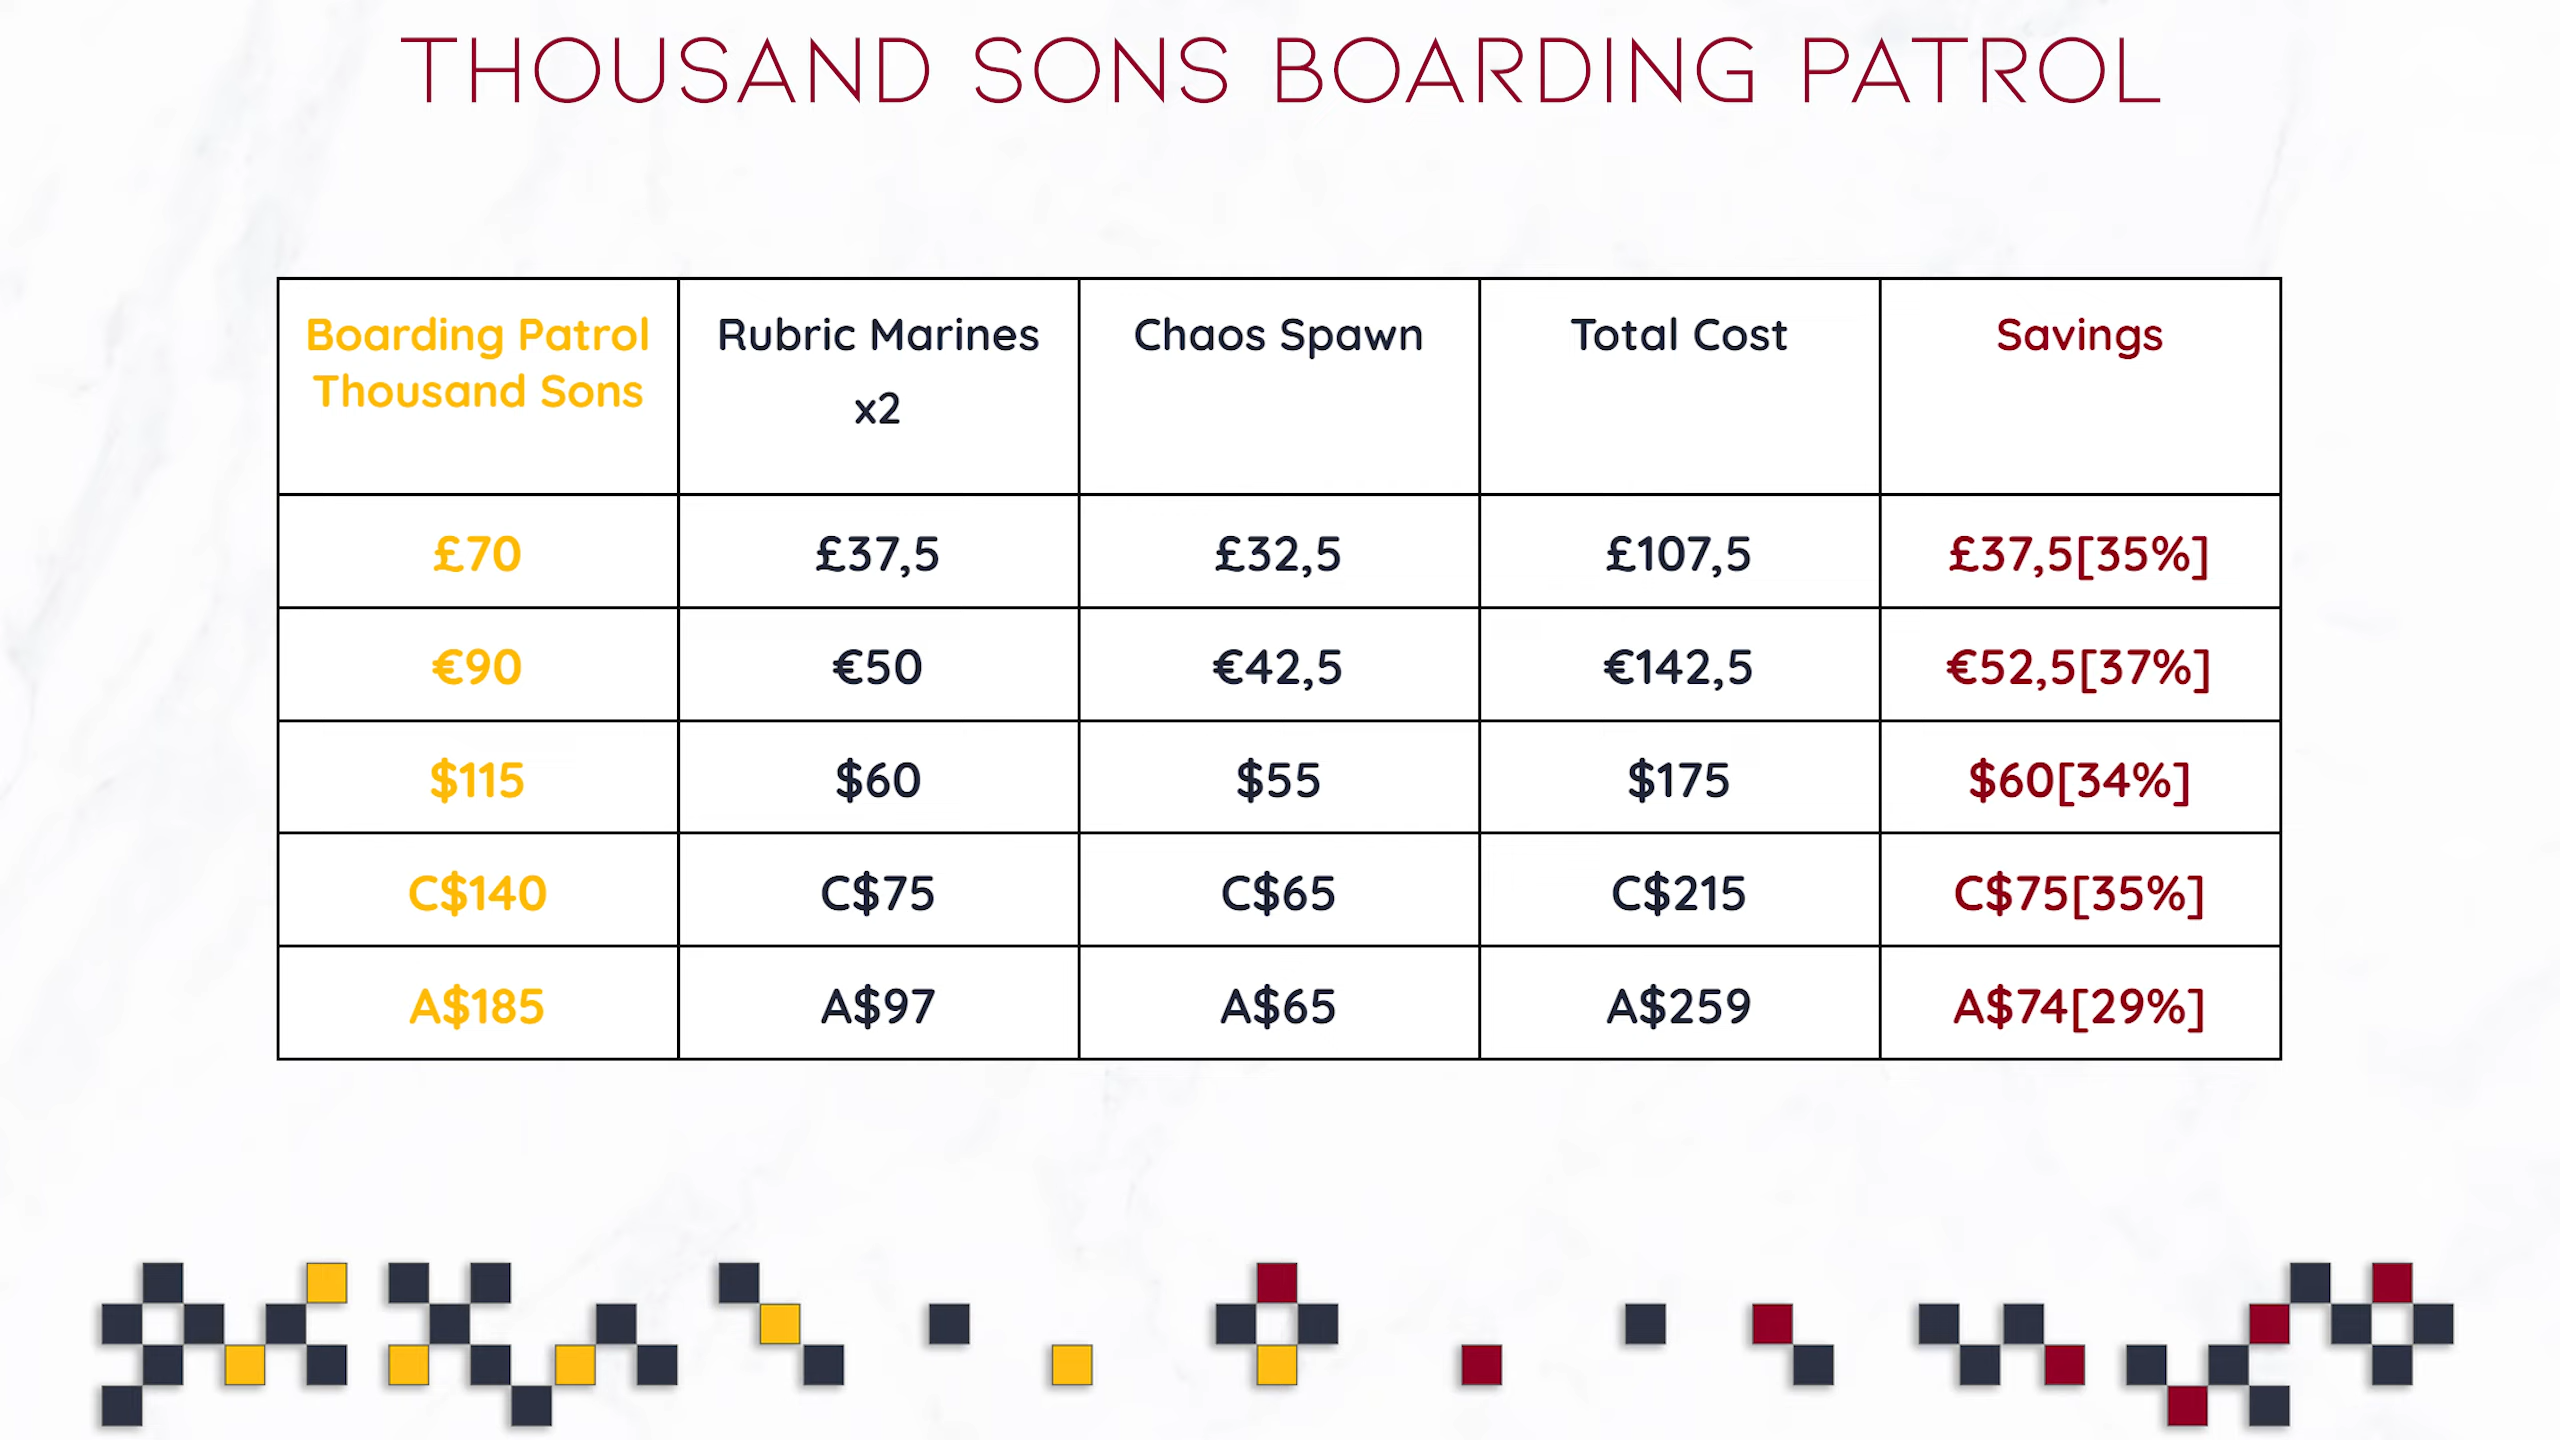 THOUSAND SONS BOARDING PATROL
Boarding Patrol
Thousand Sons
Rubric Marines
x2
Chaos Spawn
Total Cost
Savings
£70
£37,5
£32,5
£107,5
£37,5[35%]
€90
€50
€42,5
€142,5
€52,5[37%]
$115
$60
$55
$175
$60[34%]
C$140
C$75
C$65
C$215
C$75[35%]
A$185
A$97
A$65
A$259
A$74[29%]